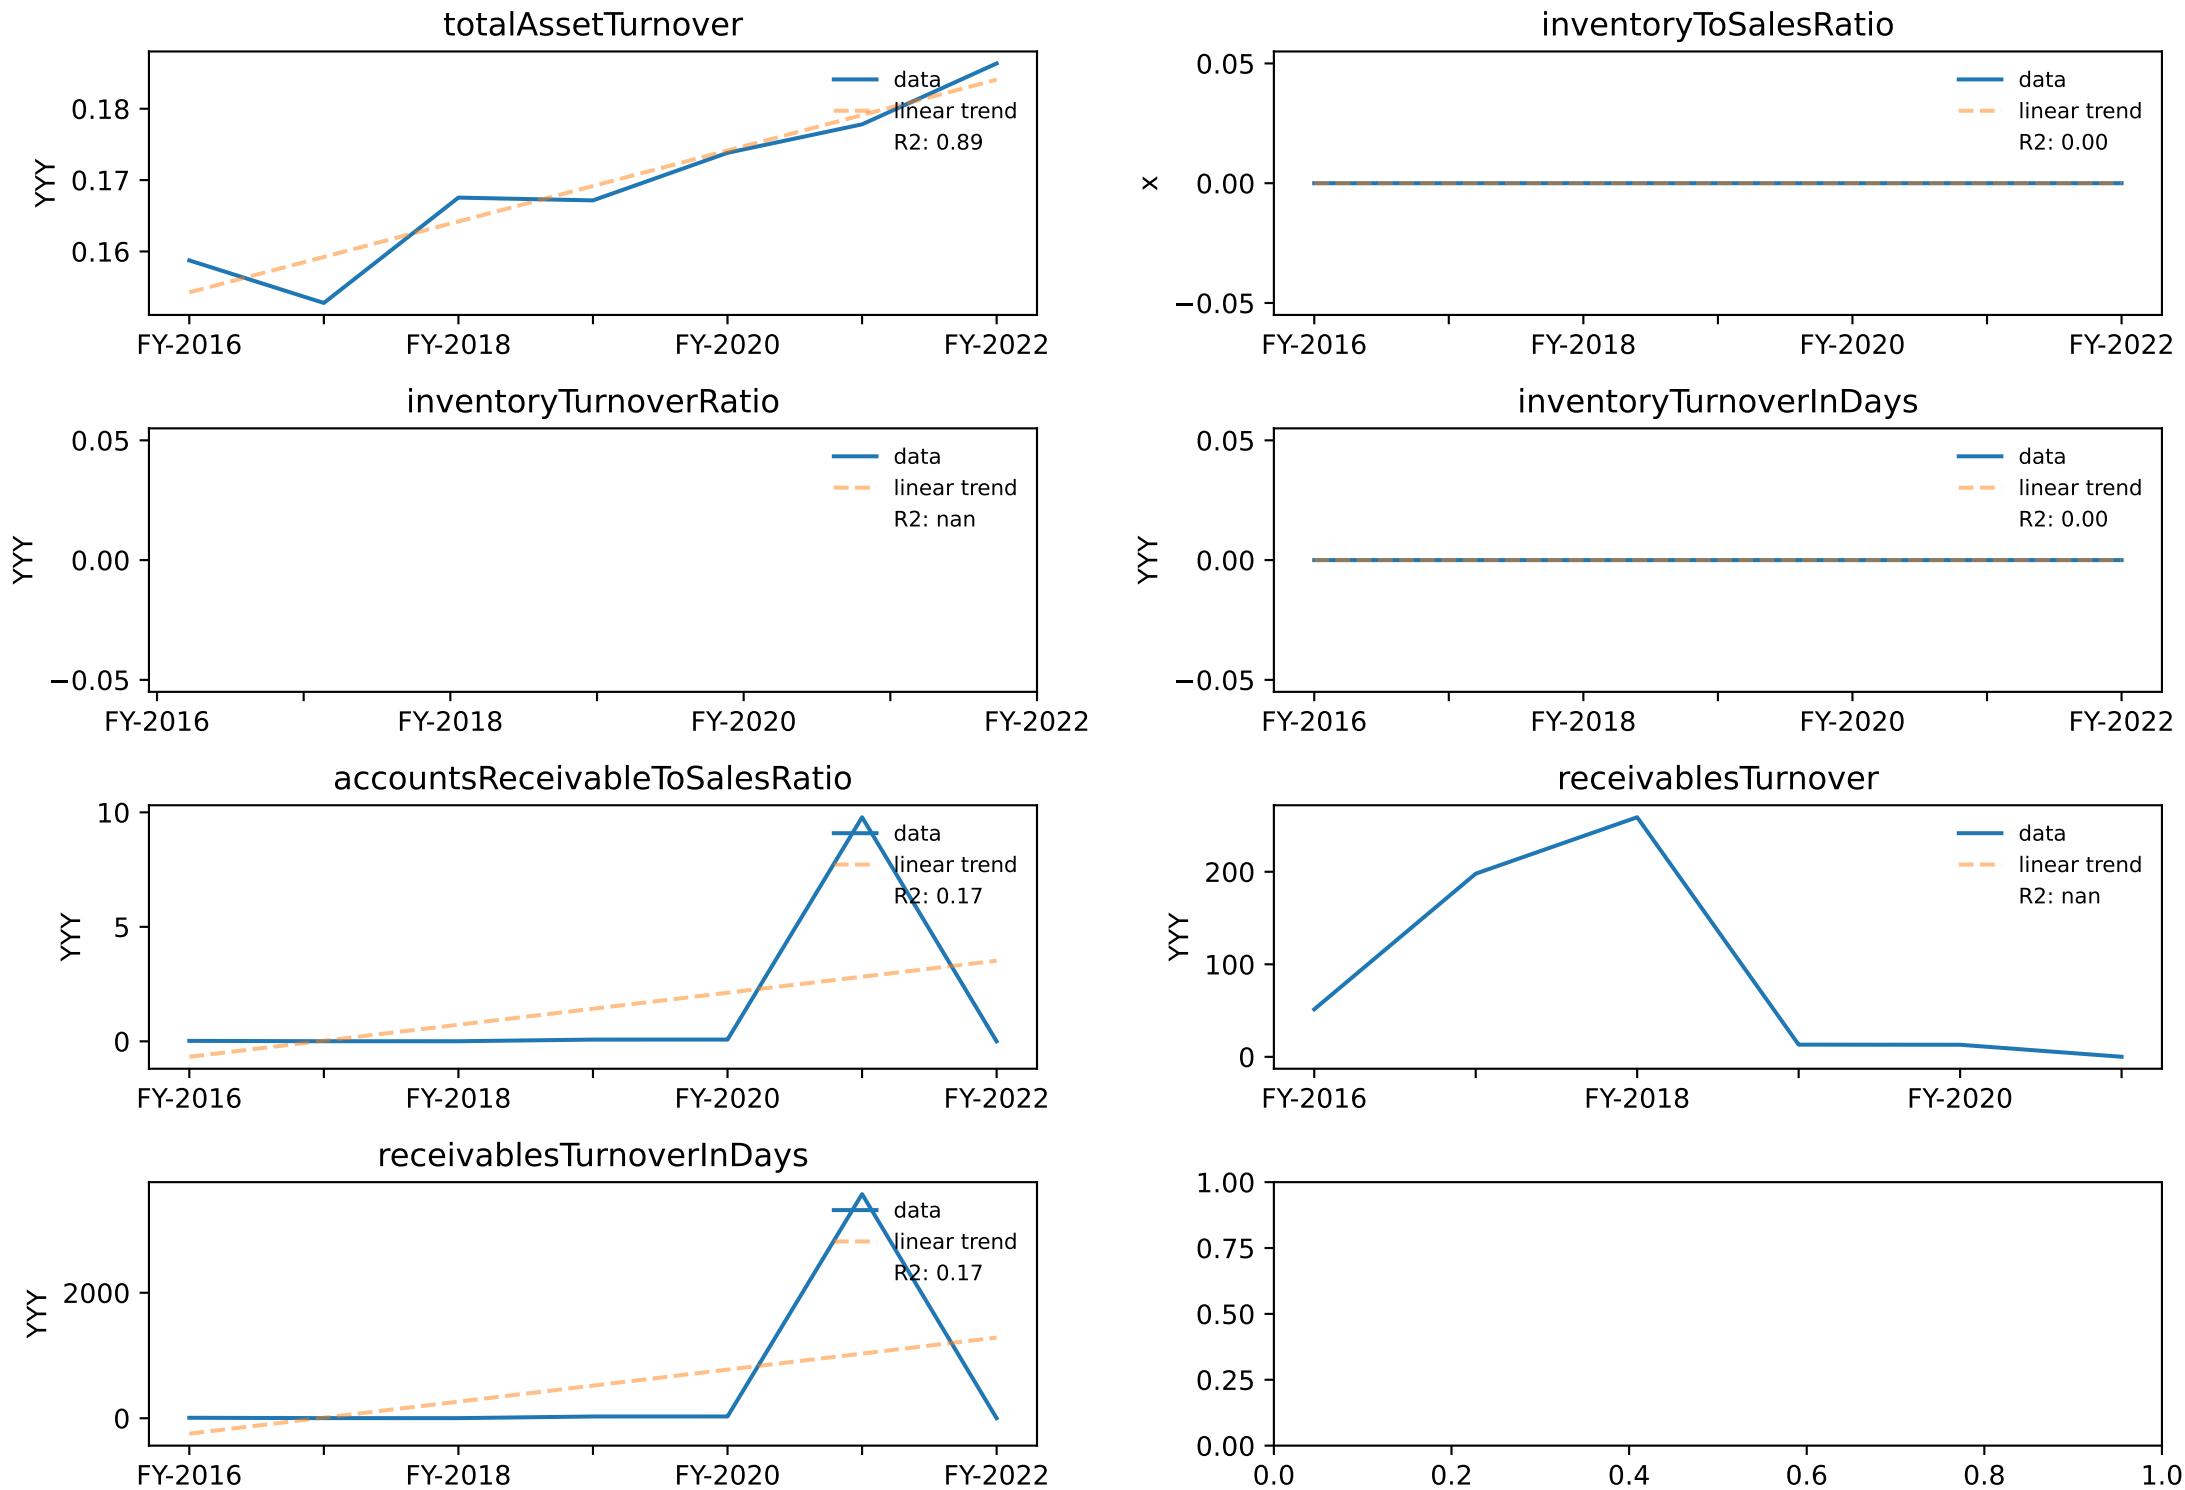 totalAssetTurnover
YYY
0.18
0.17
0.16
data
linear trend
R2: 0.89
FY-2016
FY-2018
FY-2020
FY-2022
inventoryToSalesRatio
x
0.05
0.00
−0.05
data
linear trend
R2: 0.00
FY-2016
FY-2018
FY-2020
FY-2022
inventoryTurnoverRatio
YYY
0.05
0.00
−0.05
data
linear trend
R2: nan
FY-2016
FY-2018
FY-2020
FY-2022
inventoryTurnoverInDays
YYY
0.05
0.00
−0.05
data
linear trend
R2: 0.00
FY-2016
FY-2018
FY-2020
FY-2022
accountsReceivableToSalesRatio
YYY
10
5
0
data
linear trend
R2: 0.17
FY-2016
FY-2018
FY-2020
FY-2022
receivablesTurnover
YYY
200
100
0
data
linear trend
R2: nan
FY-2016
FY-2018
FY-2020
receivablesTurnoverInDays
YYY
2000
0
data
linear trend
R2: 0.17
FY-2016
FY-2018
FY-2020
FY-2022
1.00
0.75
0.50
0.25
0.00
0.0
0.2
0.4
0.6
0.8
1.0